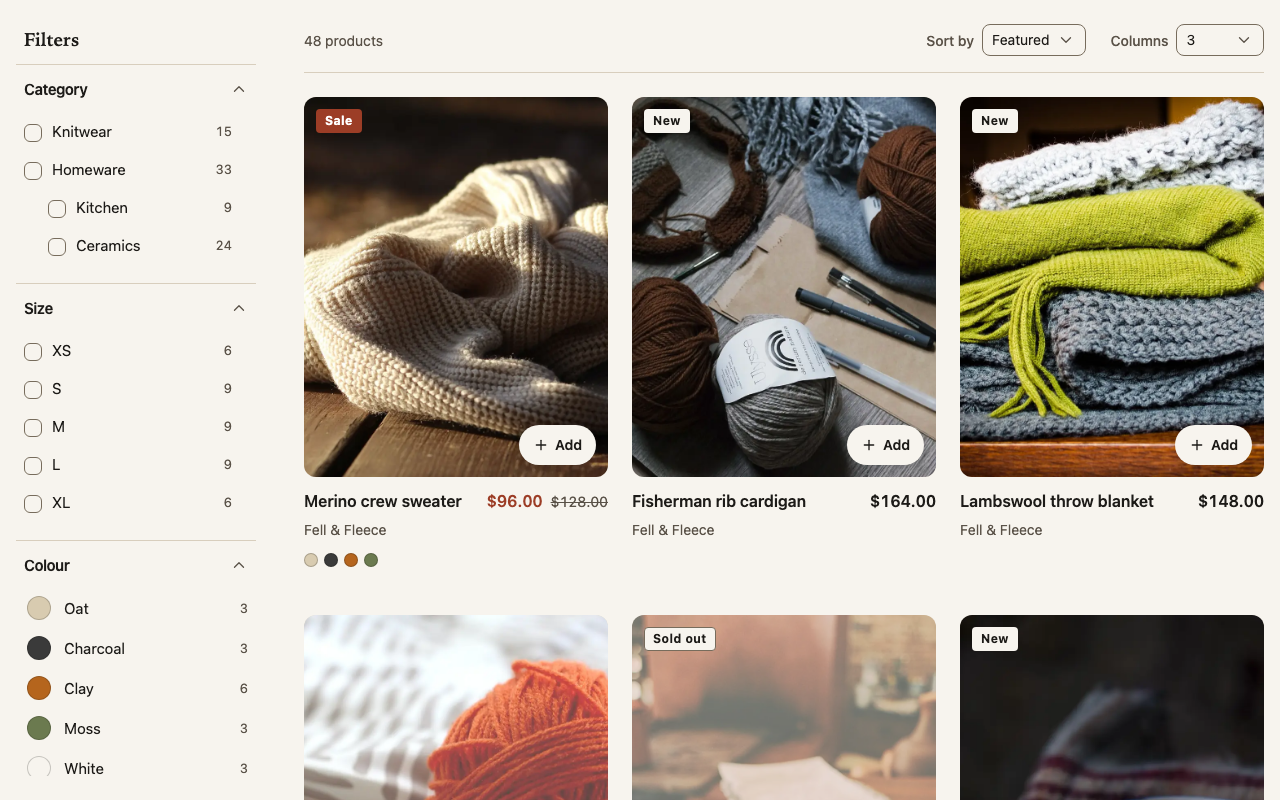 Filters
Category
Knitwear 15
Homeware 33
Kitchen 9
Ceramics 24
Size
XS 6
S 9
M 9
L 9
XL 6
Colour
Oat 3
Charcoal 3
Clay 6
Moss 3
White 3
48 products
Sort by Featured Columns 3
Sale
New
New
+ Add
+ Add
+ Add
Merino crew sweater $96.00 $128.00
Fell & Fleece
Fisherman rib cardigan $164.00
Fell & Fleece
Lambswool throw blanket $148.00
Fell & Fleece
Sold out
New